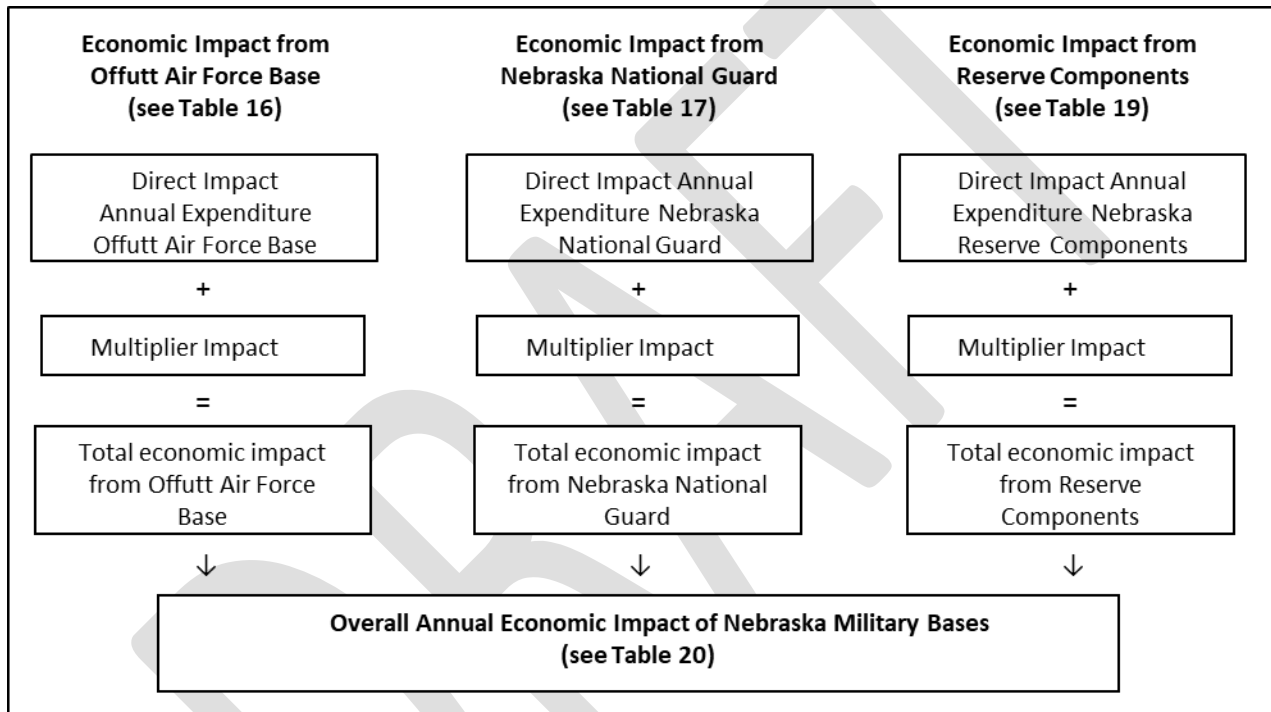 Economic Impact from
Offutt Air Force Base
(see Table 16)
Economic Impact from
Nebraska National Guard
(see Table 17)
Economic Impact from
Reserve Components
(see Table 19)
Direct Impact
Annual Expenditure
Offutt Air Force Base
Direct Impact Annual
Expenditure Nebraska
National Guard
Direct Impact Annual
Expenditure Nebraska
Reserve Components
+
+
+
Multiplier Impact
Multiplier Impact
Multiplier Impact
=
=
=
Total economic impact
from Offutt Air Force
Base
Total economic impact
from Nebraska National
Guard
Total economic impact
from Reserve
Components
↓
↓
↓
Overall Annual Economic Impact of Nebraska Military Bases
(see Table 20)
DRAFT